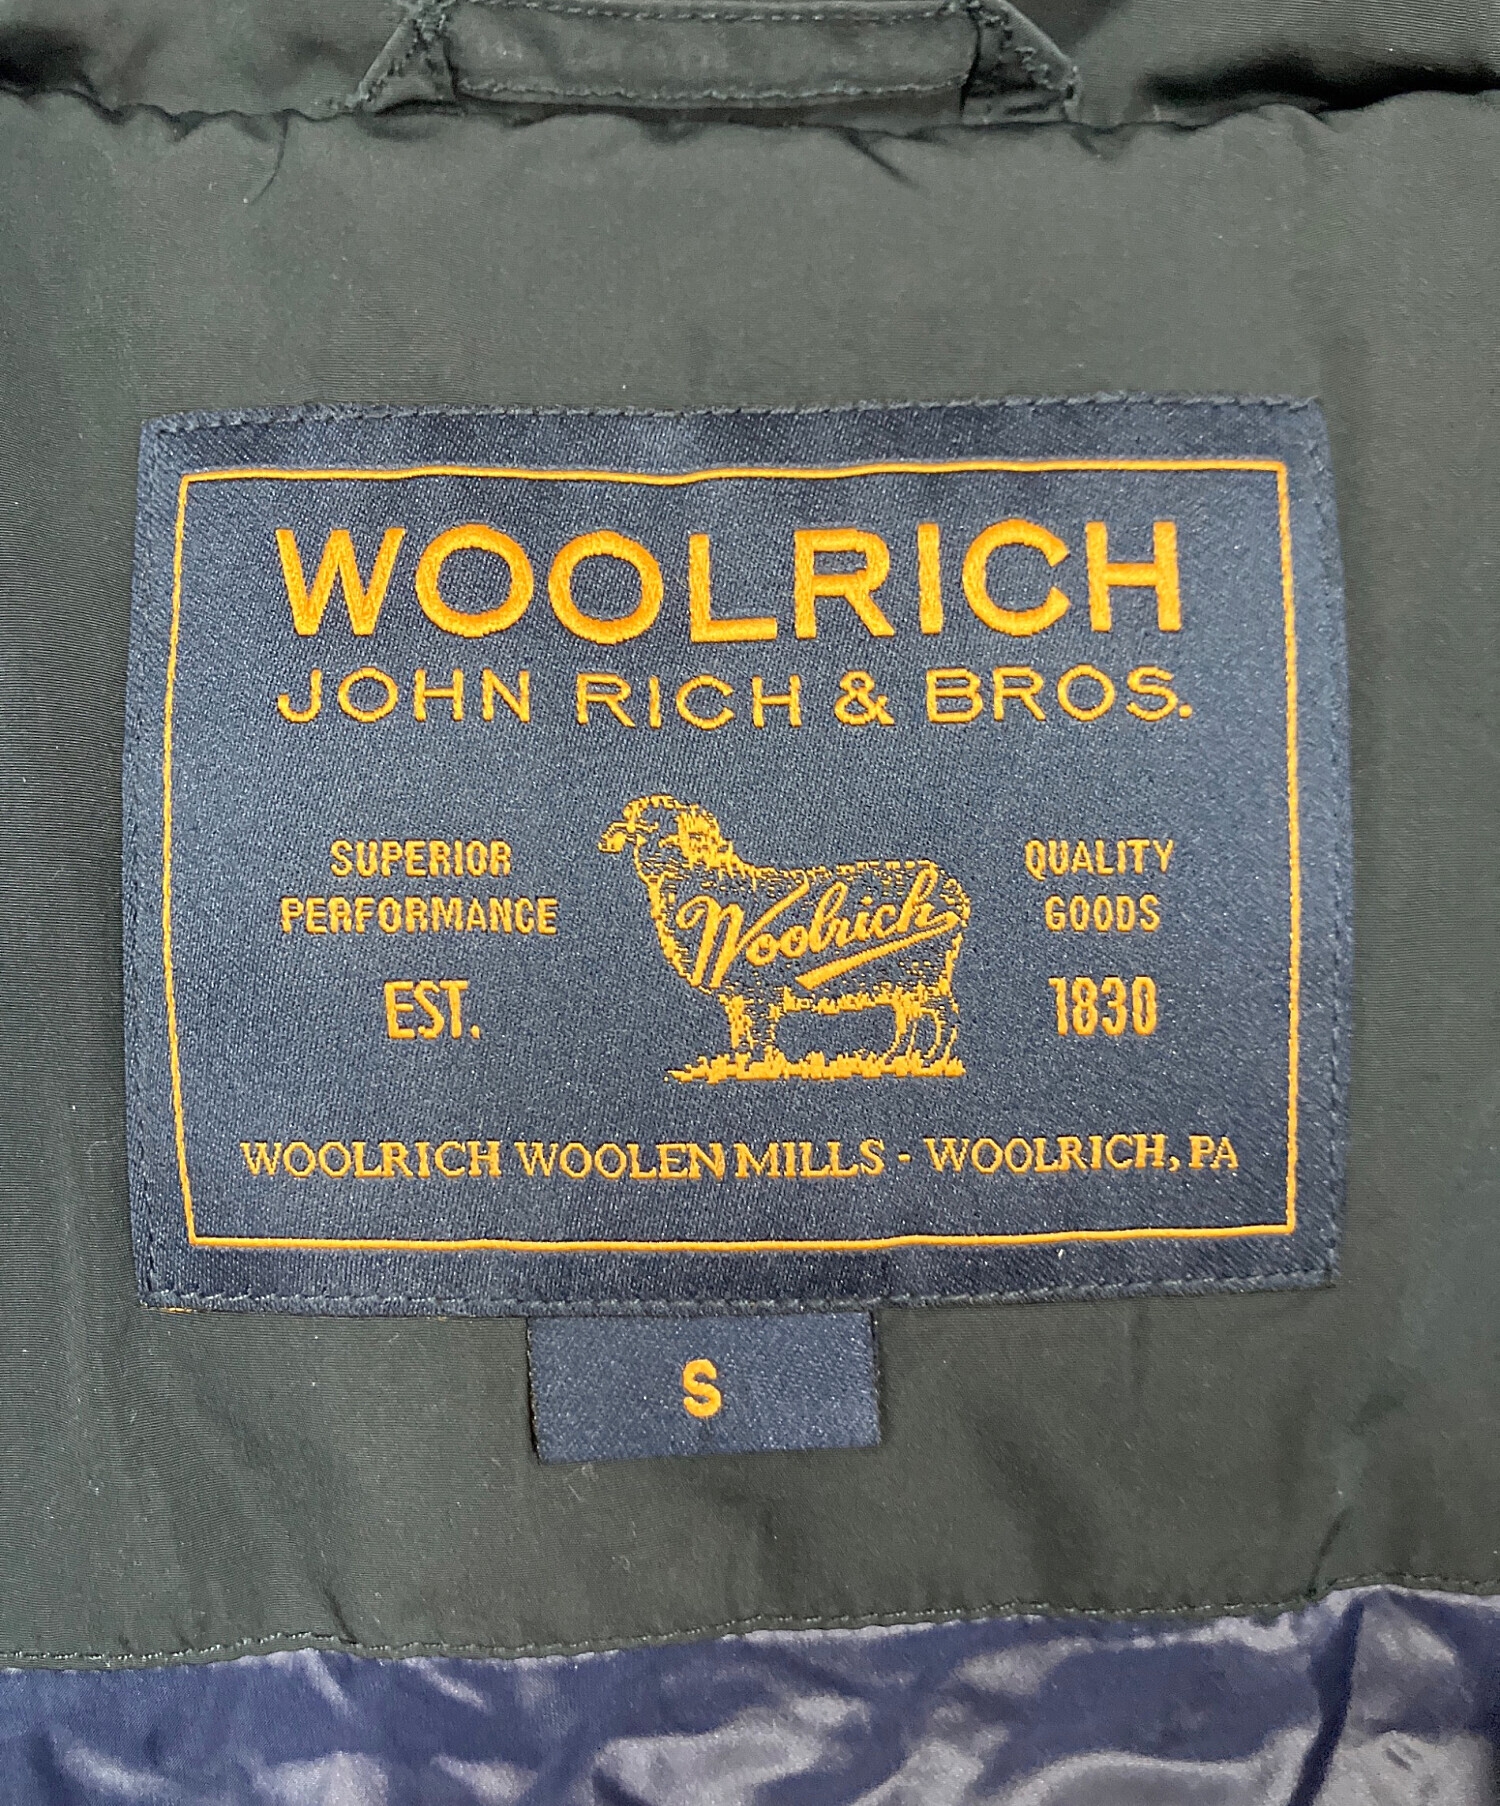 WOOLRICH
JOHN RICH & BROS.
SUPERIOR
PERFORMANCE
EST.
Woolrich
QUALITY
GOODS
1830
WOOLRICH WOOLEN MILLS - WOOLRICH, PA
S